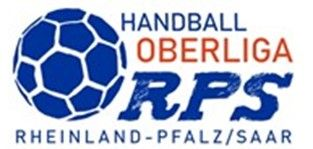 HANDBALL
OBERLIGA
RPS
RHEINLAND-PFALZ/SAAR